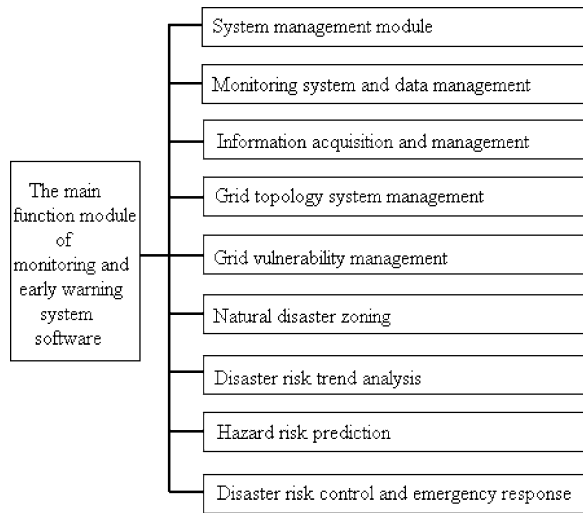 The main
function module
of
monitoring and
early warning
system
software
System management module
Monitoring system and data management
Information acquisition and management
Grid topology system management
Grid vulnerability management
Natural disaster zoning
Disaster risk trend analysis
Hazard risk prediction
Disaster risk control and emergency response